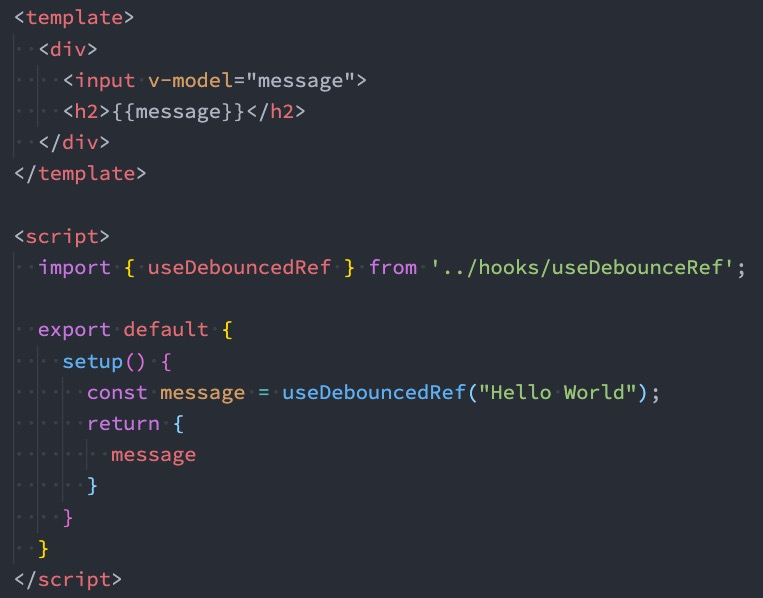 <template>
  <div>
    <input v-model="message">
    <h2>{{message}}</h2>
  </div>
</template>

<script>
  import { useDebouncedRef } from '../hooks/useDebounceRef';

  export default {
    setup() {
      const message = useDebouncedRef("Hello World");
      return {
        message
      }
    }
  }
</script>